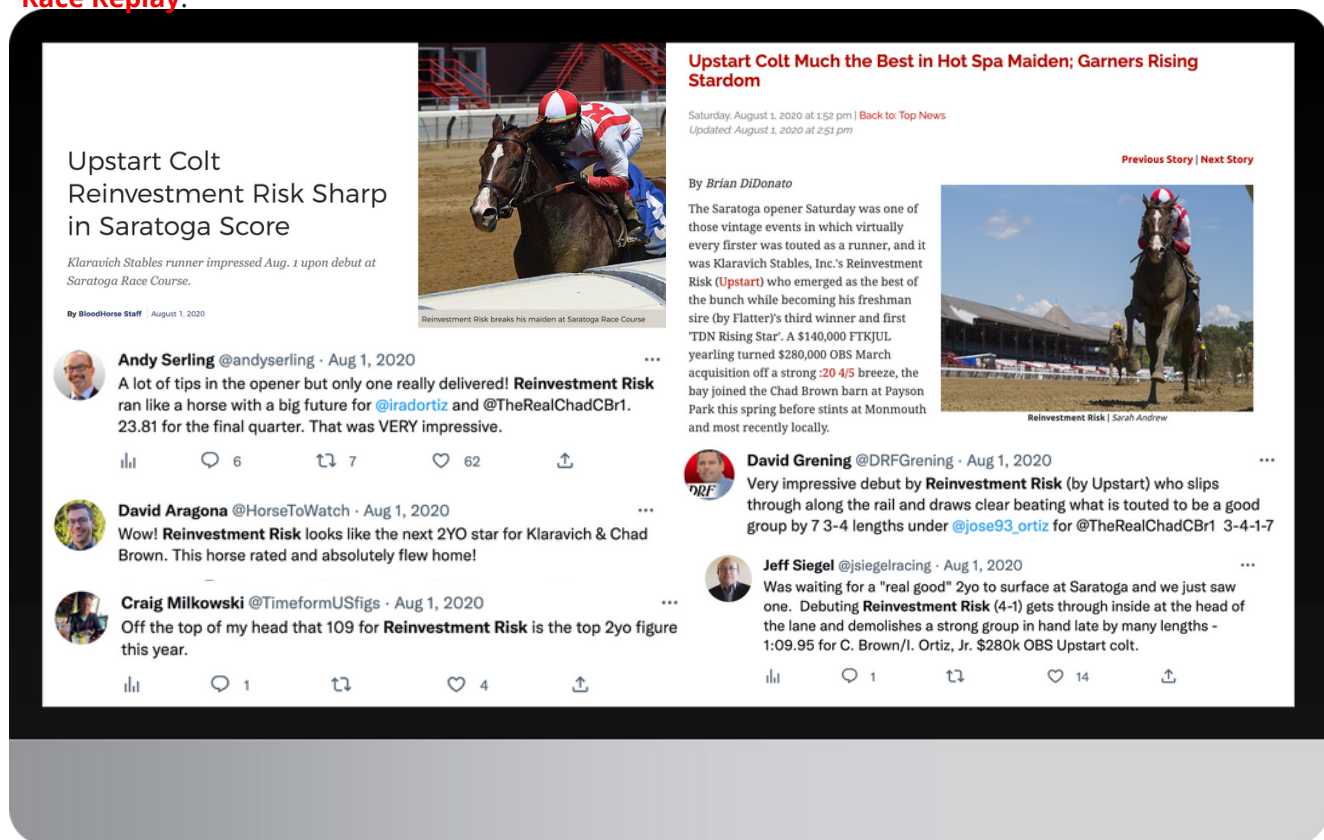 Race Replay.
Upstart Colt
Reinvestment Risk Sharp
in Saratoga Score
Klaravich Stables runner impressed Aug. 1 upon debut at
Saratoga Race Course.
By BloodHorse Staff | August 1, 2020
Reinvestment Risk breaks his maiden at Saratoga Race Course
Andy Serling @andyserling · Aug 1, 2020
A lot of tips in the opener but only one really delivered! Reinvestment Risk
ran like a horse with a big future for @iradortiz and @TheRealChadCBr1.
23.81 for the final quarter. That was VERY impressive.
6 7 62
David Aragona @HorseToWatch · Aug 1, 2020
Wow! Reinvestment Risk looks like the next 2YO star for Klaravich & Chad
Brown. This horse rated and absolutely flew home!
Craig Milkowski @TimeformUSfigs · Aug 1, 2020
Off the top of my head that 109 for Reinvestment Risk is the top 2yo figure
this year.
1 4
Upstart Colt Much the Best in Hot Spa Maiden; Garners Rising
Stardom
Saturday, August 1, 2020 at 1:52 pm | Back to: Top News
Updated: August 1, 2020 at 2:51 pm
Previous Story | Next Story
By Brian DiDonato
The Saratoga opener Saturday was one of
those vintage events in which virtually
every firster was touted as a runner, and it
was Klaravich Stables, Inc.'s Reinvestment
Risk (Upstart) who emerged as the best of
the bunch while becoming his freshman
sire (by Flatter)'s third winner and first
'TDN Rising Star'. A $140,000 FTKJUL
yearling turned $280,000 OBS March
acquisition off a strong :20 4/5 breeze, the
bay joined the Chad Brown barn at Payson
Park this spring before stints at Monmouth
and most recently locally.
Reinvestment Risk | Sarah Andrew
DRF
David Grening @DRFGrening · Aug 1, 2020
Very impressive debut by Reinvestment Risk (by Upstart) who slips
through along the rail and draws clear beating what is touted to be a good
group by 7 3-4 lengths under @jose93_ortiz for @TheRealChadCBr1 3-4-1-7
Jeff Siegel @jsiegelracing · Aug 1, 2020
Was waiting for a "real good" 2yo to surface at Saratoga and we just saw
one. Debuting Reinvestment Risk (4-1) gets through inside at the head of
the lane and demolishes a strong group in hand late by many lengths -
1:09.95 for C. Brown/I. Ortiz, Jr. $280k OBS Upstart colt.
1 14